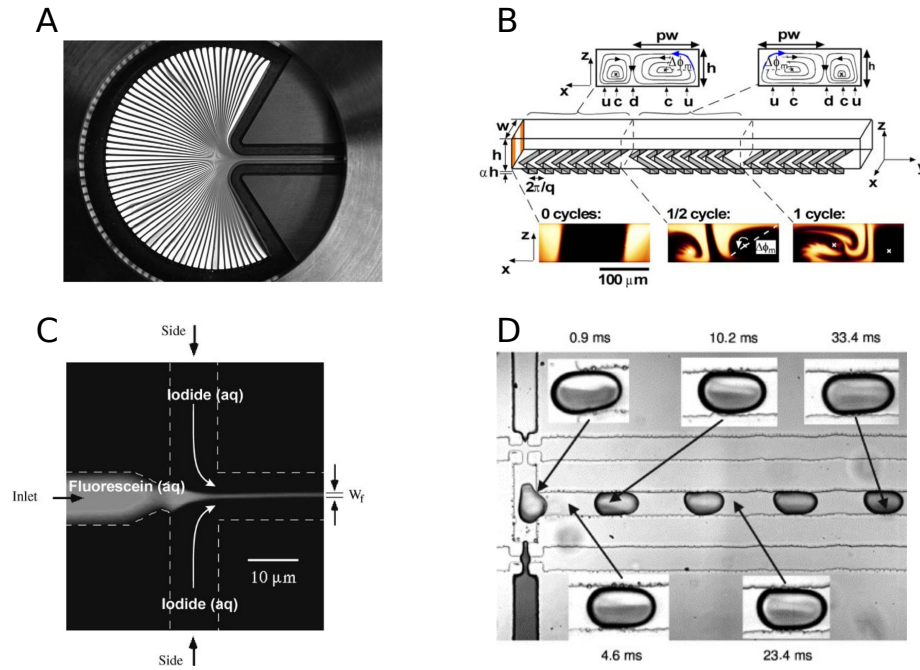 A
B
pw
pw
z
Δϕm
h
Δϕm
h
x
u c d c u
u c d c u
w
h
αh
2π/q
z
x
y
0 cycles:
1/2 cycle:
1 cycle:
z
x
Δϕm
100 μm
C
Side
Iodide (aq)
Fluorescein (aq)
Inlet
Wf
10 μm
Iodide (aq)
Side
D
0.9 ms
10.2 ms
33.4 ms
4.6 ms
23.4 ms